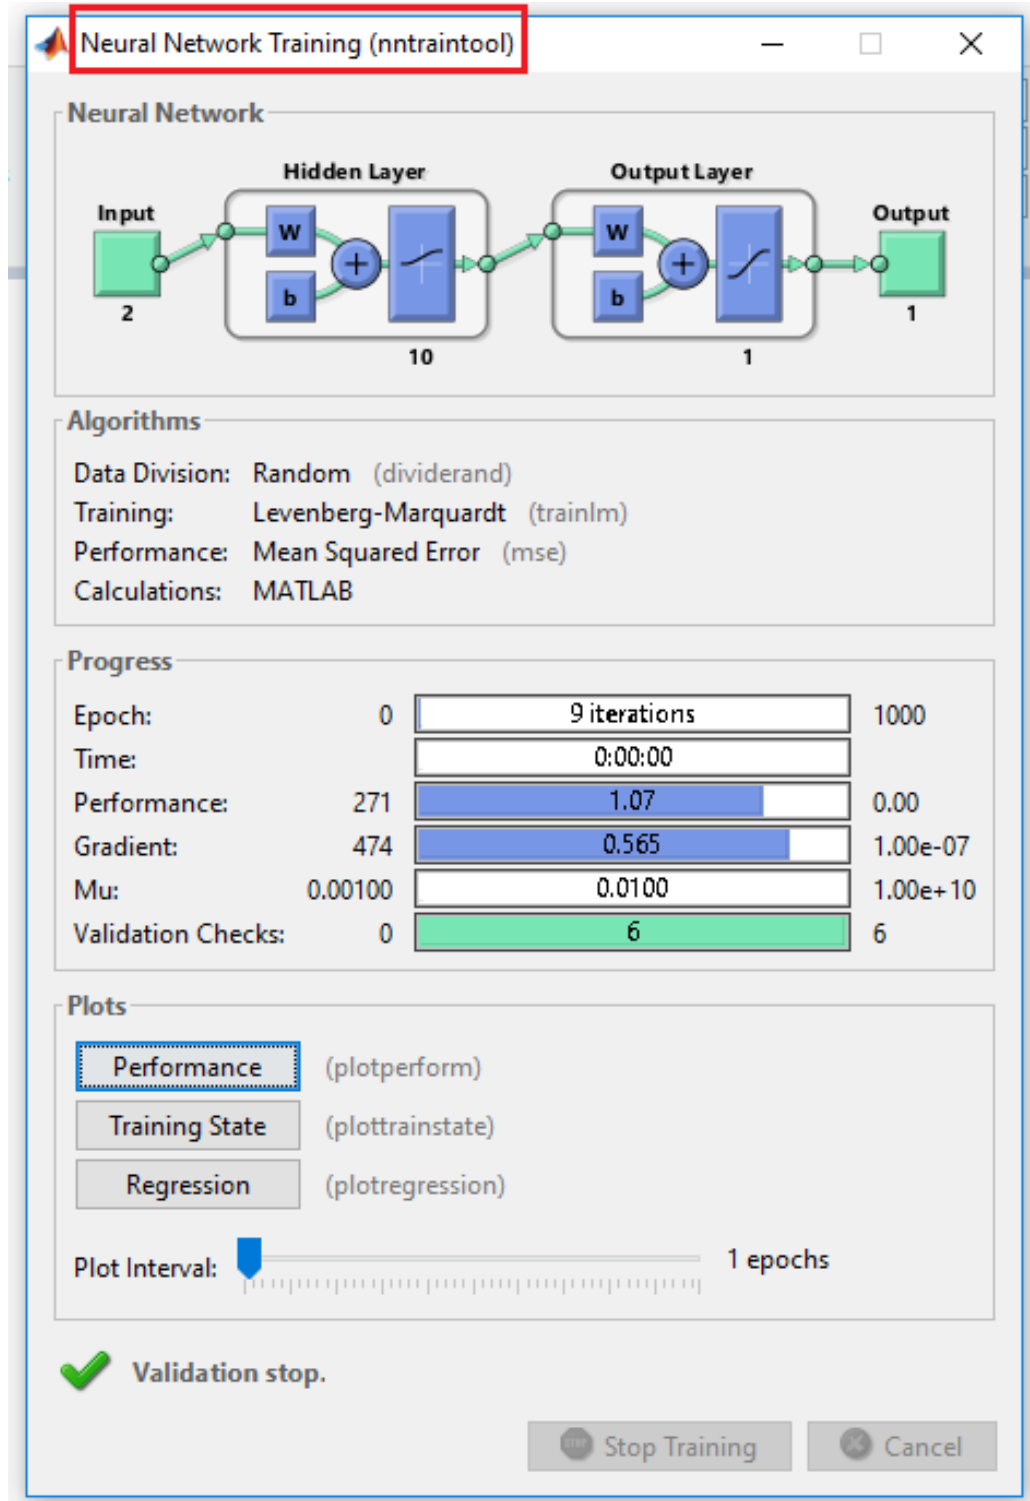 Neural Network Training (nntraintool)
Neural Network
Hidden Layer
Output Layer
Input
Output
W
b
W
b
2
10
1
1
Algorithms
Data Division: Random (dividerand)
Training: Levenberg-Marquardt (trainlm)
Performance: Mean Squared Error (mse)
Calculations: MATLAB
Progress
Epoch: 0 9 iterations 1000
Time: 0:00:00
Performance: 271 1.07 0.00
Gradient: 474 0.565 1.00e-07
Mu: 0.00100 0.0100 1.00e+10
Validation Checks: 0 6 6
Plots
Performance (plotperform)
Training State (plottrainstate)
Regression (plotregression)
Plot Interval: 1 epochs
Validation stop.
STOP Stop Training Cancel